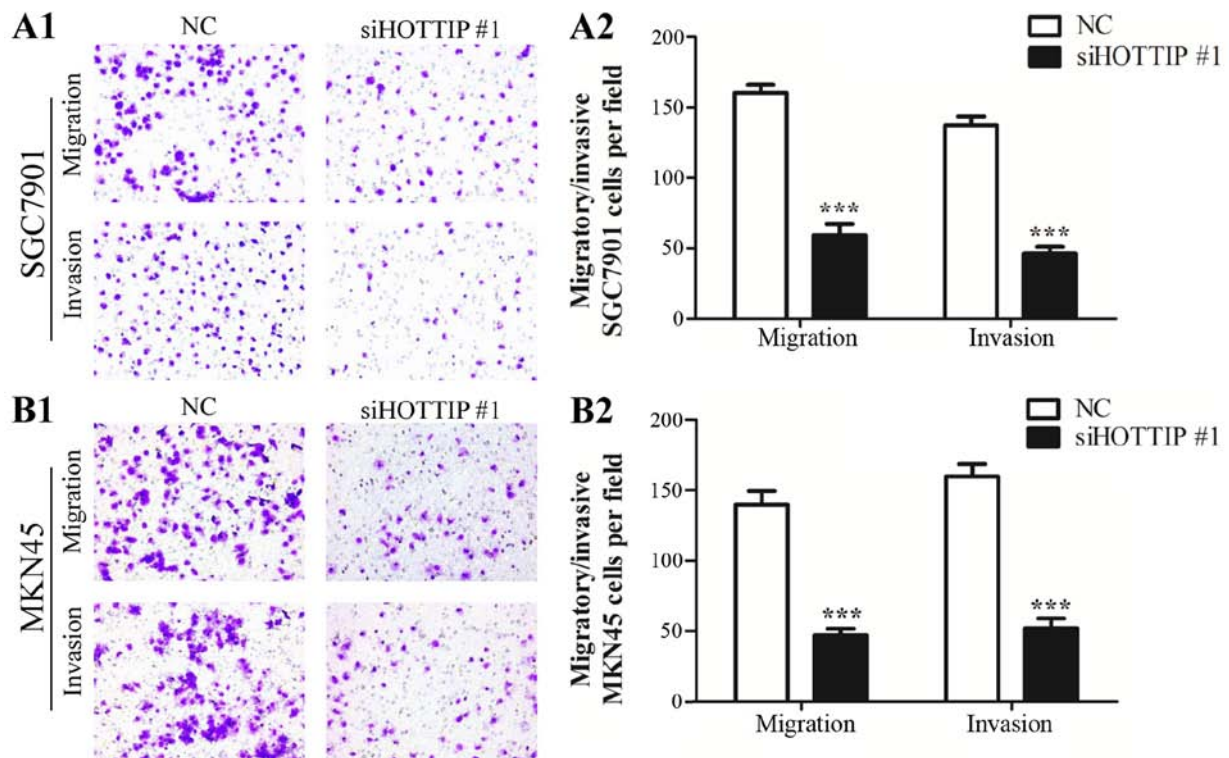 A1
NC
siHOTTIP #1
SGC7901
Migration
Invasion
A2
NC
siHOTTIP #1
Migratory/invasive
SGC7901 cells per field
200
150
100
50
0
***
***
Migration
Invasion
B1
NC
siHOTTIP #1
MKN45
Migration
Invasion
B2
NC
siHOTTIP #1
Migratory/invasive
MKN45 cells per field
200
150
100
50
0
***
***
Migration
Invasion